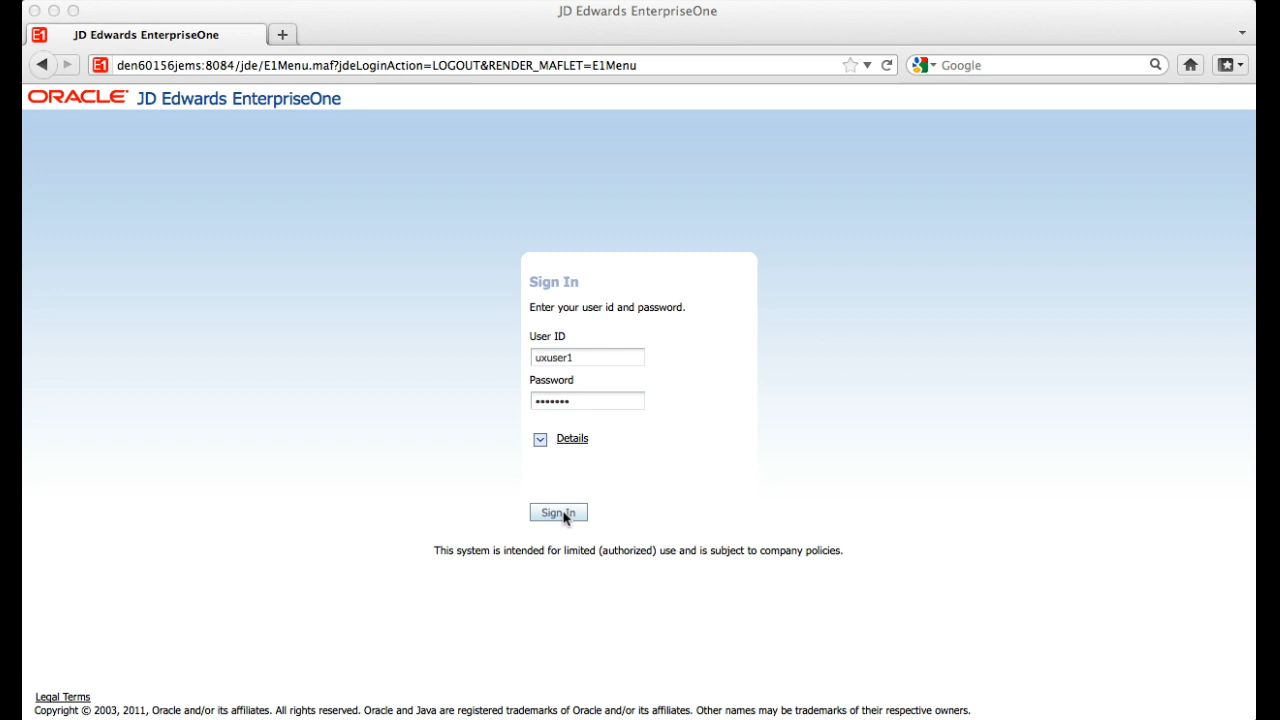 JD Edwards EnterpriseOne
E1 JD Edwards EnterpriseOne
E1 den60156jems:8084/jde/E1Menu.maf?jdeLoginAction=LOGOUT&RENDER_MAFLET=E1Menu Google
ORACLE JD Edwards EnterpriseOne
Sign In
Enter your user id and password.
User ID
uxuser1
Password
•••••••
Details
Sign In
This system is intended for limited (authorized) use and is subject to company policies.
Legal Terms
Copyright © 2003, 2011, Oracle and/or its affiliates. All rights reserved. Oracle and Java are registered trademarks of Oracle and/or its affiliates. Other names may be trademarks of their respective owners.